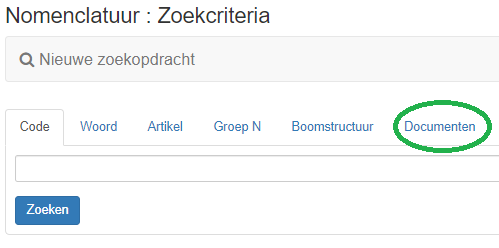 Nomenclatuur : Zoekcriteria
Nieuwe zoekopdracht
Code Woord Artikel Groep N Boomstructuur Documenten
Zoeken